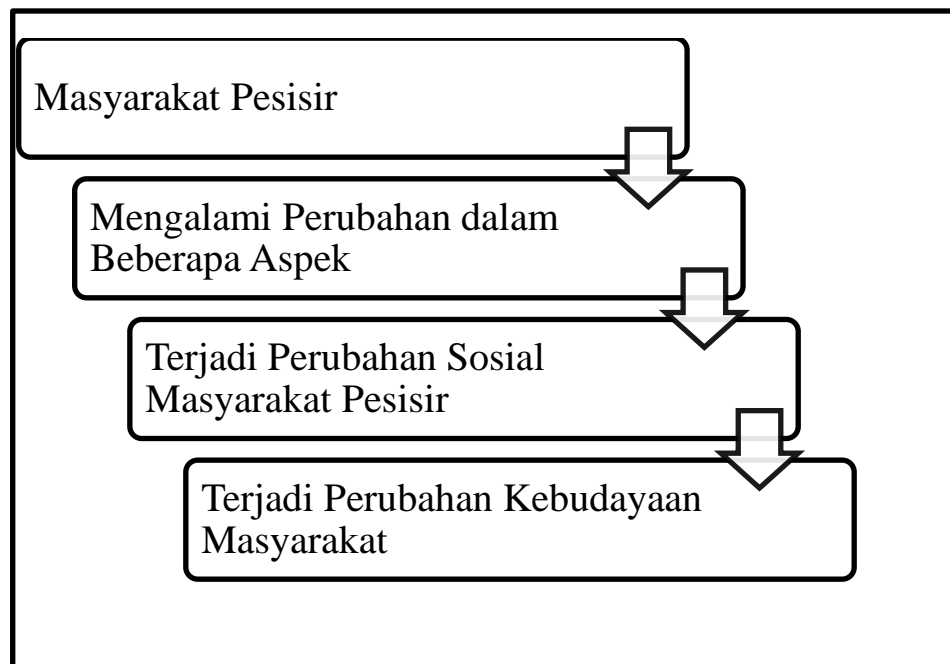 Masyarakat Pesisir
Mengalami Perubahan dalam
Beberapa Aspek
Terjadi Perubahan Sosial
Masyarakat Pesisir
Terjadi Perubahan Kebudayaan
Masyarakat